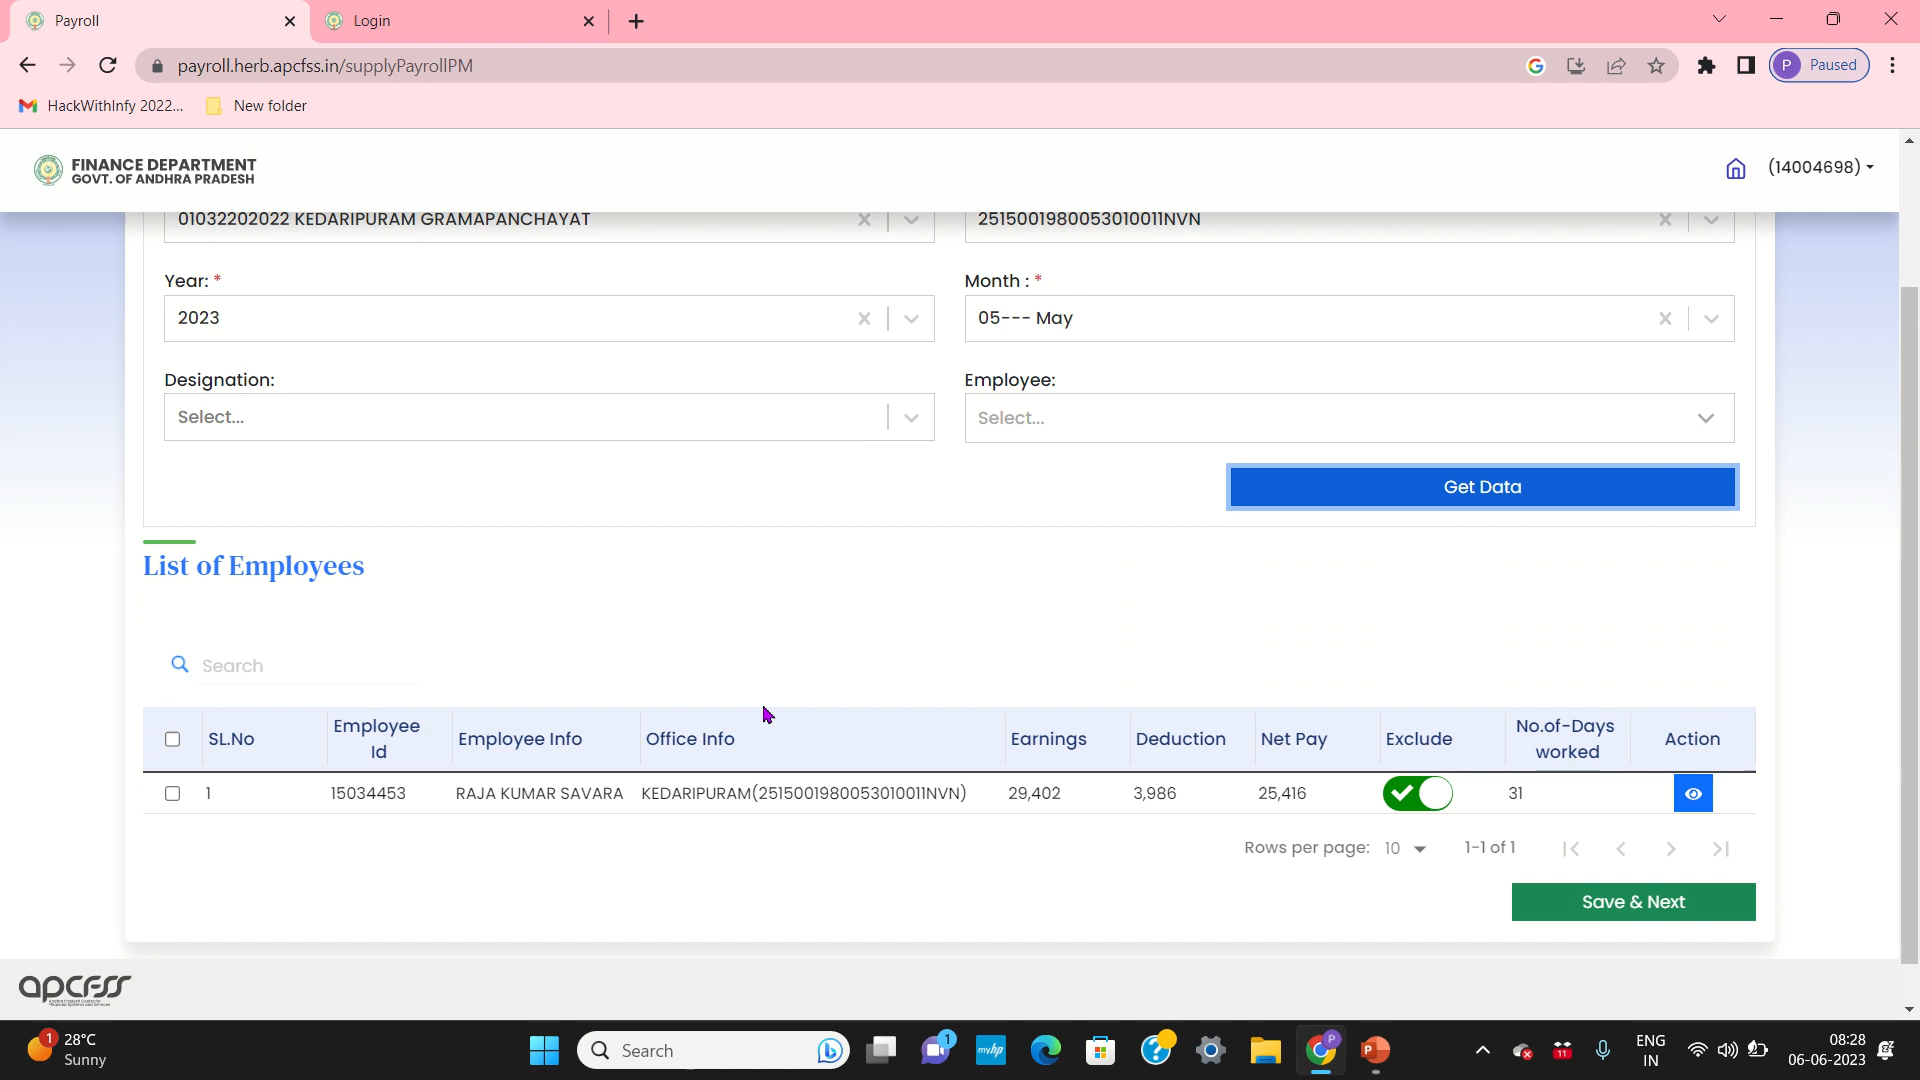 Payroll
Login
payroll.herb.apcfss.in/supplyPayrollPM
P Paused
HackWithInfy 2022...
New folder
FINANCE DEPARTMENT
GOVT. OF ANDHRA PRADESH
(14004698)
01032202022 KEDARIPURAM GRAMAPANCHAYAT
2515001980053010011NVN
Year: *
Month : *
2023
05--- May
Designation:
Employee:
Select...
Select...
Get Data
List of Employees
Search
SL.No
Employee Id
Employee Info
Office Info
Earnings
Deduction
Net Pay
Exclude
No.of-Days worked
Action
1
15034453
RAJA KUMAR SAVARA
KEDARIPURAM(2515001980053010011NVN)
29,402
3,986
25,416
31
Rows per page: 10
1-1 of 1
Save & Next
apcfss
1
28°C
Sunny
Search
1
myhp
P
11
ENG
IN
08:28
06-06-2023